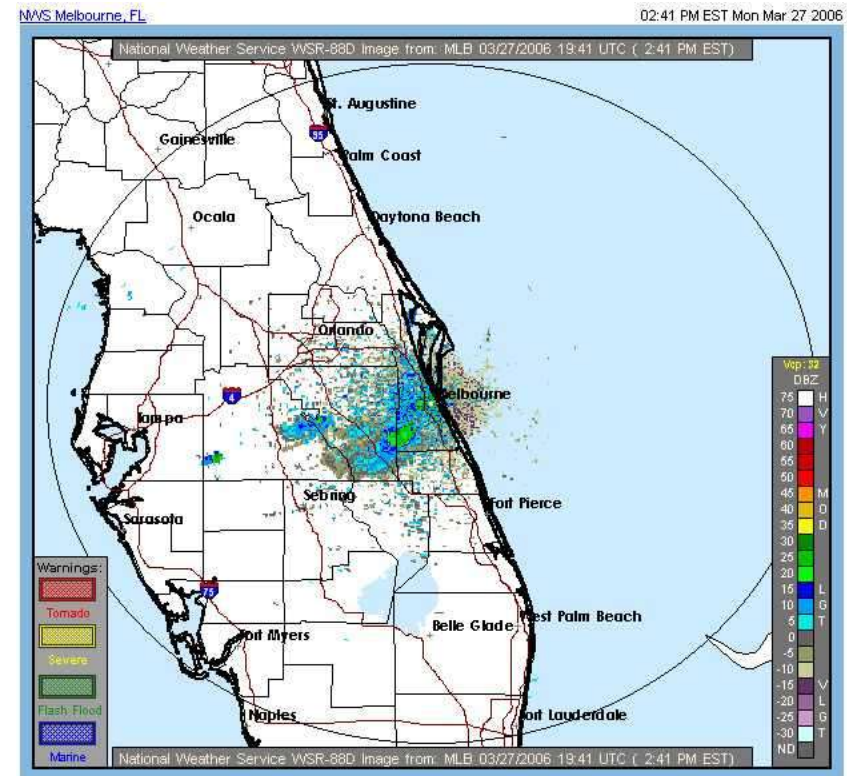 NWS Melbourne, FL
02:41 PM EST Mon Mar 27 2006
National Weather Service WSR-88D Image from: MLB 03/27/2006 19:41 UTC ( 2:41 PM EST)
St. Augustine
95
Gainesville
Palm Coast
Ocala
Daytona Beach
Orlando
4
Melbourne
Tampa
Sebring
Fort Pierce
Sarasota
75
West Palm Beach
Belle Glade
Fort Myers
Naples
Fort Lauderdale
Warnings:
Tornado
Severe
Flash Flood
Marine
Vcp: 32
DBZ
75 H
70 V
65 Y
60
55
50
45 M
40 O
35 D
30
25
20
15 L
10 G
5 T
0
-5
-10
-15 V
-20 L
-25 G
-30 T
ND
National Weather Service WSR-88D Image from: MLB 03/27/2006 19:41 UTC ( 2:41 PM EST)